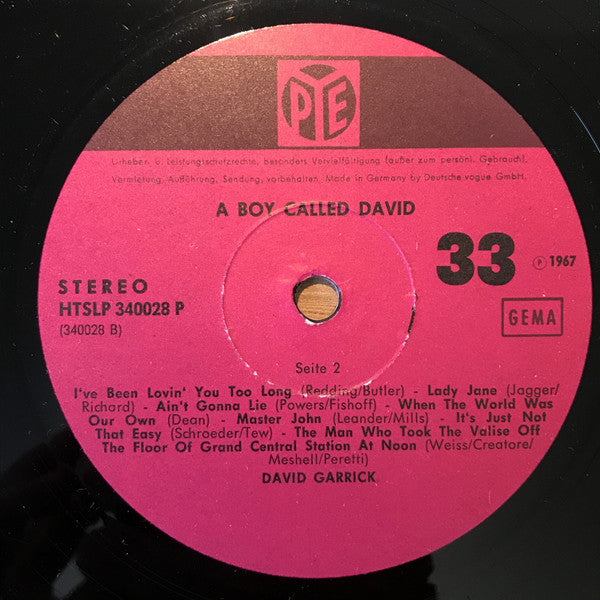 PYE
Urheber- u. Leistungsschutzrechte, besonders Vervielfältigung (außer zum persönl. Gebrauch),
Vermietung, Aufführung, Sendung, vorbehalten. Made in Germany by Deutsche vogue GmbH.
A BOY CALLED DAVID
33 ℗ 1967
STEREO
HTSLP 340028 P
(340028 B)
GEMA
Seite 2
I've Been Lovin' You Too Long (Redding/Butler) - Lady Jane (Jagger/
Richard) - Ain't Gonna Lie (Powers/Fishoff) - When The World Was
Our Own (Dean) - Master John (Leander/Mills) - It's Just Not
That Easy (Schroeder/Tew) - The Man Who Took The Valise Off
The Floor Of Grand Central Station At Noon (Weiss/Creatore/
Meshell/Peretti)
DAVID GARRICK